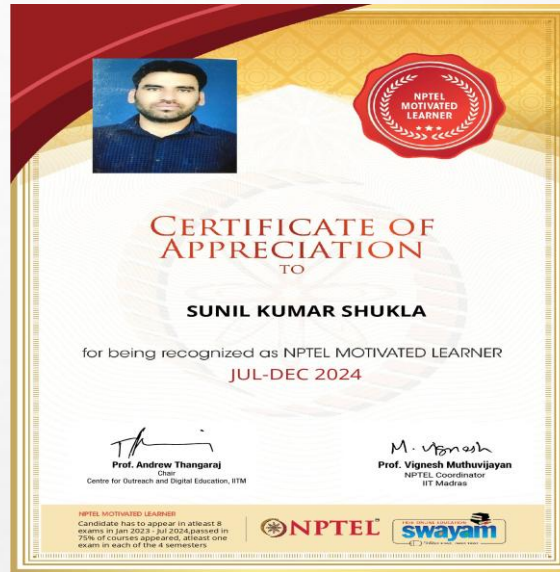 NPTEL
MOTIVATED
LEARNER
CERTIFICATE OF
APPRECIATION
TO
SUNIL KUMAR SHUKLA
for being recognized as NPTEL MOTIVATED LEARNER
JUL-DEC 2024
Prof. Andrew Thangaraj
Chair
Centre for Outreach and Digital Education, IITM
M. Vignesh
Prof. Vignesh Muthuvijayan
NPTEL Coordinator
IIT Madras
NPTEL MOTIVATED LEARNER
Candidate has to appear in atleast 8
exams in Jan 2023 - Jul 2024,passed in
75% of courses appeared, atleast one
exam in each of the 4 semesters
NPTEL
FREE ONLINE EDUCATION
swayam